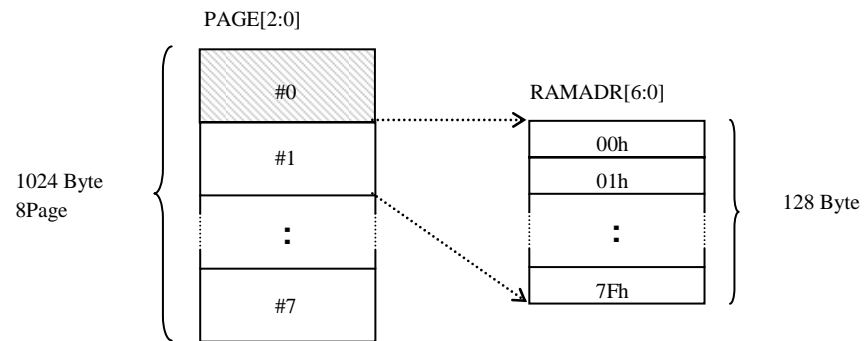 PAGE[2:0]
#0
#1
:
#7
1024 Byte
8Page
RAMADR[6:0]
00h
01h
:
7Fh
128 Byte